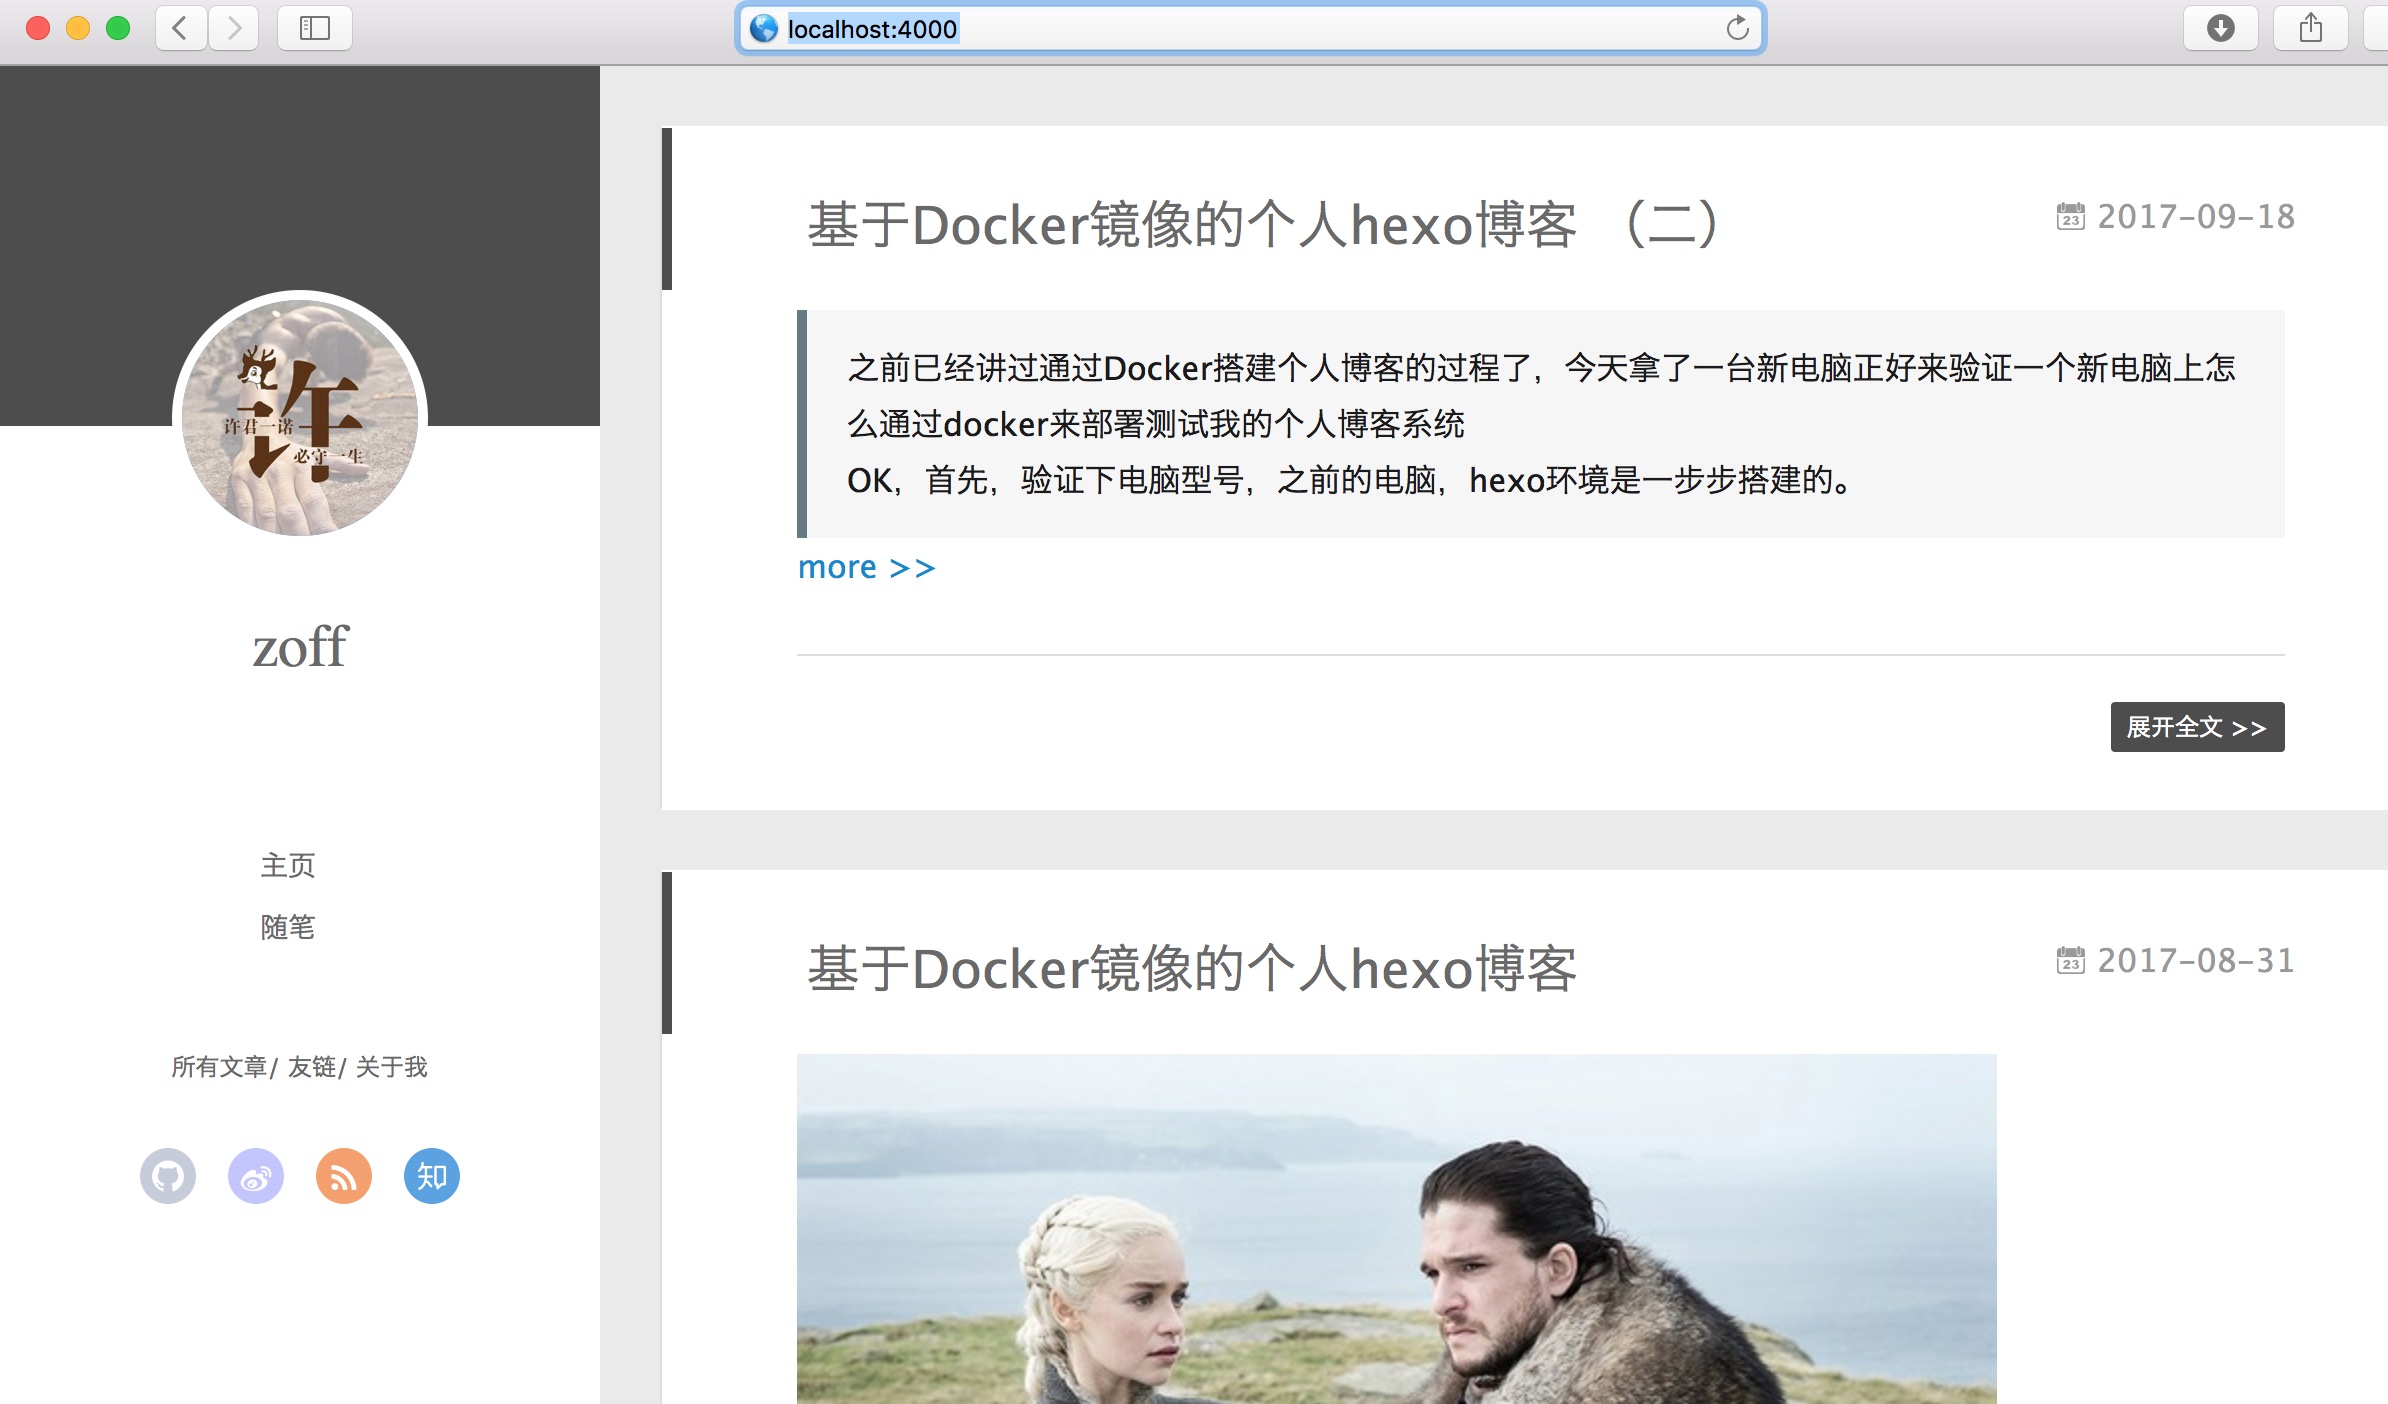 localhost:4000
许
许君一诺
必守一生
zoff
主页
随笔
所有文章/ 友链/ 关于我
知
基于Docker镜像的个人hexo博客 （二）
23 2017-09-18
之前已经讲过通过Docker搭建个人博客的过程了，今天拿了一台新电脑正好来验证一个新电脑上怎
么通过docker来部署测试我的个人博客系统
OK，首先，验证下电脑型号，之前的电脑，hexo环境是一步步搭建的。
more >>
展开全文 >>
基于Docker镜像的个人hexo博客
23 2017-08-31